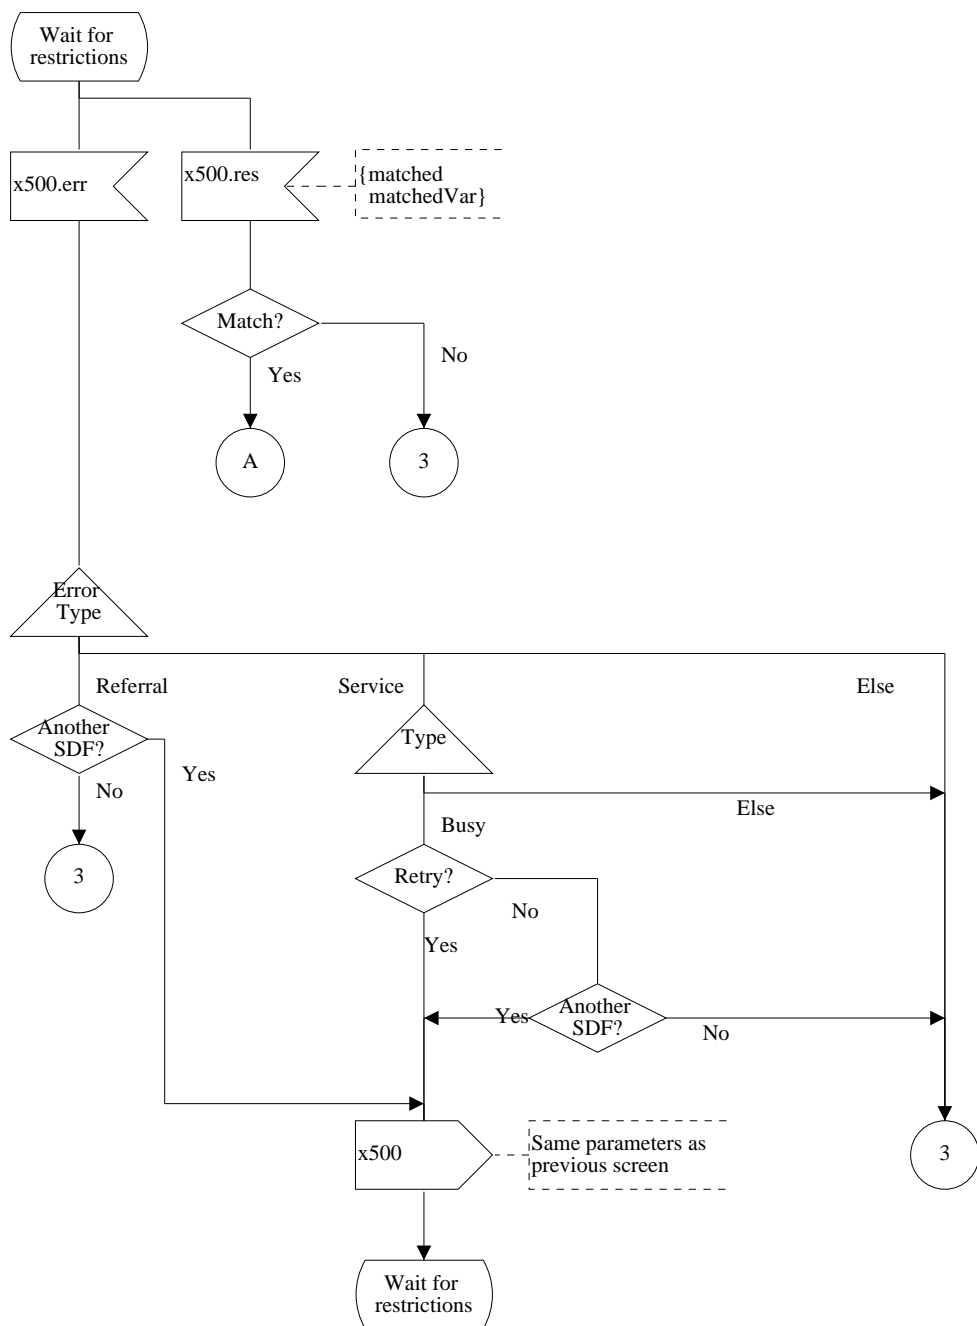 Wait for
restrictions
x500.err
x500.res
{matched
matchedVar}
Match?
No
Yes
A
3
Error
Type
Referral
Service
Else
Another
SDF?
Type
Yes
No
Else
Busy
3
Retry?
No
Yes
Another
SDF?
Yes
No
x500
Same parameters as
previous screen
3
Wait for
restrictions